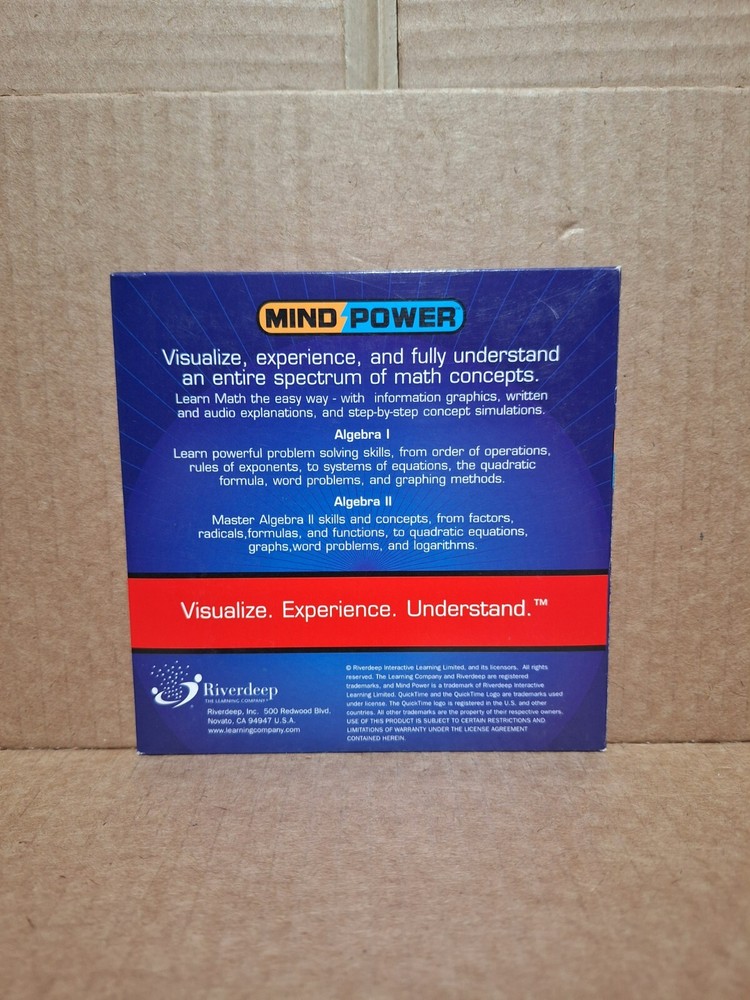 MIND POWER
Visualize, experience, and fully understand
an entire spectrum of math concepts.
Learn Math the easy way - with information graphics, written
and audio explanations, and step-by-step concept simulations.
Algebra I
Learn powerful problem solving skills, from order of operations,
rules of exponents, to systems of equations, the quadratic
formula, word problems, and graphing methods.
Algebra II
Master Algebra II skills and concepts, from factors,
radicals,formulas, and functions, to quadratic equations,
graphs,word problems, and logarithms.
Visualize. Experience. Understand.™
Riverdeep
THE LEARNING COMPANY
Riverdeep, Inc. 500 Redwood Blvd.
Novato, CA 94947 U.S.A.
www.learningcompany.com
© Riverdeep Interactive Learning Limited, and its licensors. All rights
reserved. The Learning Company and Riverdeep are registered
trademarks, and Mind Power is a trademark of Riverdeep Interactive
Learning Limited. QuickTime and the QuickTime Logo are trademarks used
under license. The QuickTime logo is registered in the U.S. and other
countries. All other trademarks are the property of their respective owners.
USE OF THIS PRODUCT IS SUBJECT TO CERTAIN RESTRICTIONS AND
LIMITATIONS OF WARRANTY UNDER THE LICENSE AGREEMENT
CONTAINED HEREIN.